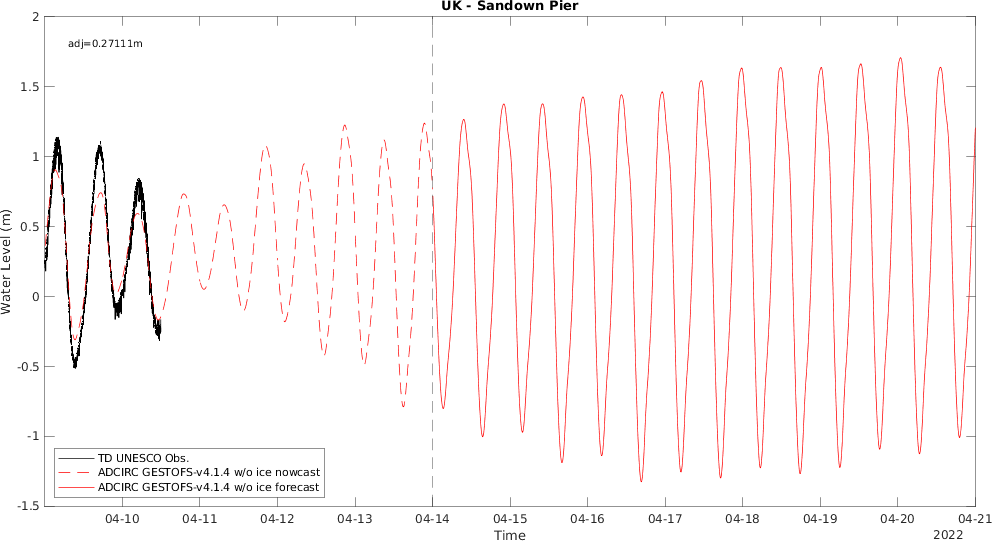 UK - Sandown Pier
adj=0.27111m
2
1.5
1
0.5
0
-0.5
-1
-1.5
Water Level (m)
TD UNESCO Obs.
ADCIRC GESTOFS-v4.1.4 w/o ice nowcast
ADCIRC GESTOFS-v4.1.4 w/o ice forecast
04-10 04-11 04-12 04-13 04-14 04-15 04-16 04-17 04-18 04-19 04-20 04-21
Time
2022